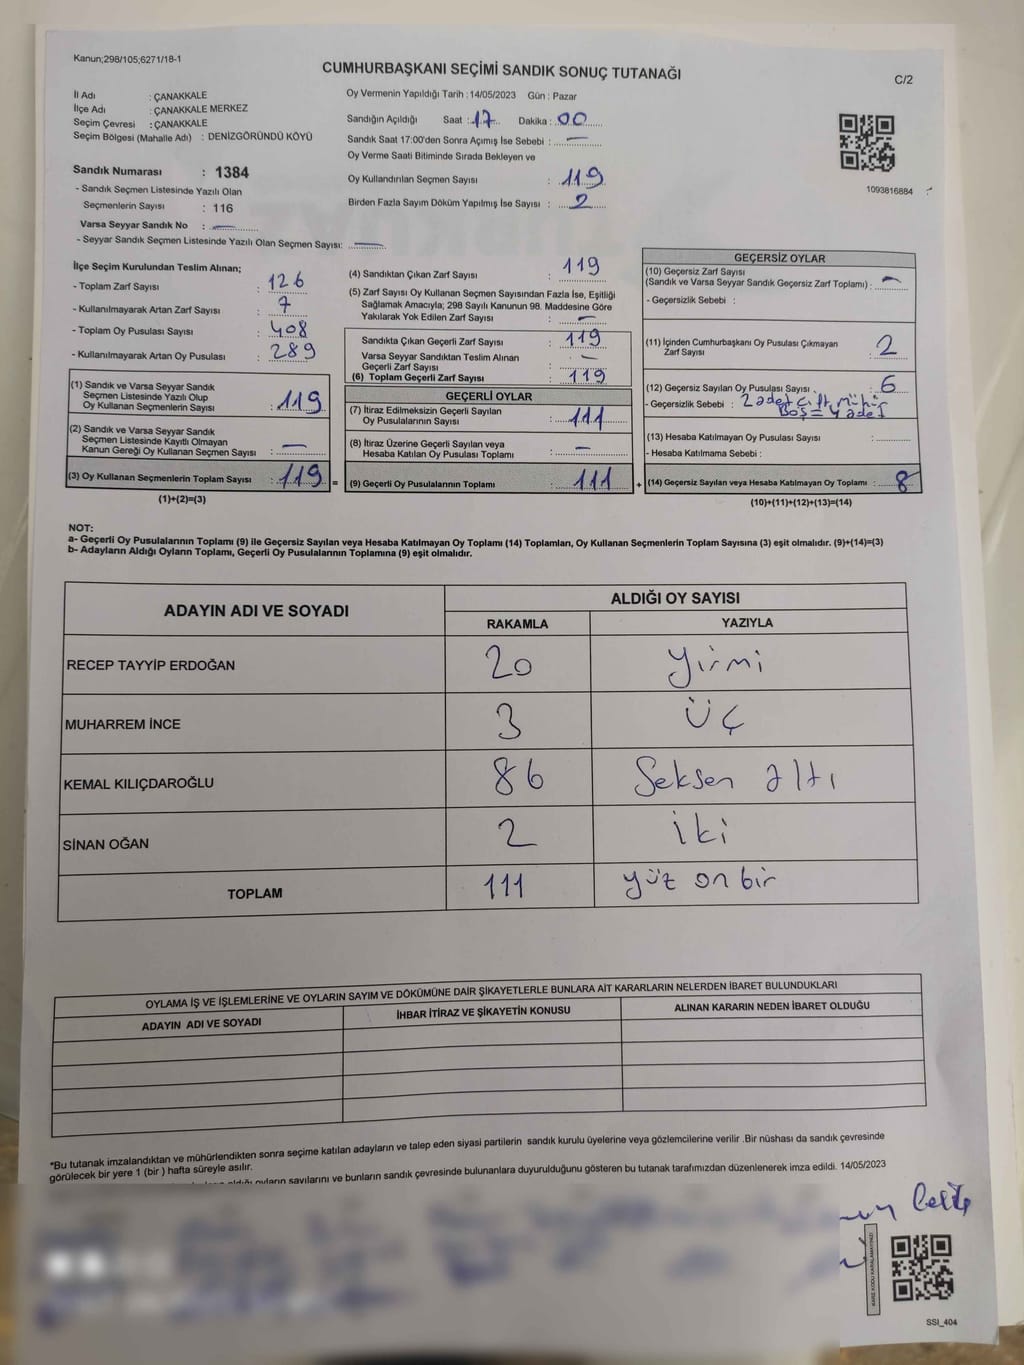 Kanun;298/105;6271/18-1
CUMHURBAŞKANI SEÇİMİ SANDIK SONUÇ TUTANAĞI
C/2
İl Adı : ÇANAKKALE
İlçe Adı : ÇANAKKALE MERKEZ
Seçim Çevresi : ÇANAKKALE
Seçim Bölgesi (Mahalle Adı) : DENİZGÖRÜNDÜ KÖYÜ
Sandık Numarası : 1384
- Sandık Seçmen Listesinde Yazılı Olan
Seçmenlerin Sayısı : 116
Varsa Seyyar Sandık No : —
- Seyyar Sandık Seçmen Listesinde Yazılı Olan Seçmen Sayısı: —
Oy Vermenin Yapıldığı Tarih :14/05/2023 Gün : Pazar
Sandığın Açıldığı Saat : 17 Dakika : 00
Sandık Saat 17:00'den Sonra Açımış İse Sebebi : —
Oy Verme Saati Bitiminde Sırada Bekleyen ve
Oy Kullandırılan Seçmen Sayısı : 119
Birden Fazla Sayım Döküm Yapılmış İse Sayısı : 2
1093816884
İlçe Seçim Kurulundan Teslim Alınan;
- Toplam Zarf Sayısı : 126
- Kullanılmayarak Artan Zarf Sayısı : 7
- Toplam Oy Pusulası Sayısı : 408
- Kullanılmayarak Artan Oy Pusulası : 289
(1) Sandık ve Varsa Seyyar Sandık
Seçmen Listesinde Yazılı Olup
Oy Kullanan Seçmenlerin Sayısı : 119
(2) Sandık ve Varsa Seyyar Sandık
Seçmen Listesinde Kayıtlı Olmayan
Kanun Gereği Oy Kullanan Seçmen Sayısı : —
(3) Oy Kullanan Seçmenlerin Toplam Sayısı : 119 =
(1)+(2)=(3)
(4) Sandıktan Çıkan Zarf Sayısı : 119
(5) Zarf Sayısı Oy Kullanan Seçmen Sayısından Fazla İse, Eşitliği
Sağlamak Amacıyla; 298 Sayılı Kanunun 98. Maddesine Göre
Yakılarak Yok Edilen Zarf Sayısı : —
Sandıkta Çıkan Geçerli Zarf Sayısı : 119
Varsa Seyyar Sandıktan Teslim Alınan
Geçerli Zarf Sayısı : —
(6) Toplam Geçerli Zarf Sayısı : 119
GEÇERLİ OYLAR
(7) İtiraz Edilmeksizin Geçerli Sayılan
Oy Pusulalarının Sayısı : 111
(8) İtiraz Üzerine Geçerli Sayılan veya
Hesaba Katılan Oy Pusulası Toplamı : —
(9) Geçerli Oy Pusulalarının Toplamı : 111 +
GEÇERSİZ OYLAR
(10) Geçersiz Zarf Sayısı
(Sandık ve Varsa Seyyar Sandık Geçersiz Zarf Toplamı) : —
- Geçersizlik Sebebi :
(11) İçinden Cumhurbaşkanı Oy Pusulası Çıkmayan
Zarf Sayısı : 2
(12) Geçersiz Sayılan Oy Pusulası Sayısı : 6
- Geçersizlik Sebebi : 2 adet çift mühür
Boş = 4 adet
(13) Hesaba Katılmayan Oy Pusulası Sayısı :
- Hesaba Katılmama Sebebi :
(14) Geçersiz Sayılan veya Hesaba Katılmayan Oy Toplamı : 8
(10)+(11)+(12)+(13)=(14)
NOT:
a- Geçerli Oy Pusulalarının Toplamı (9) ile Geçersiz Sayılan veya Hesaba Katılmayan Oy Toplamı (14) Toplamları, Oy Kullanan Seçmenlerin Toplam Sayısına (3) eşit olmalıdır. (9)+(14)=(3)
b- Adayların Aldığı Oyların Toplamı, Geçerli Oy Pusulalarının Toplamına (9) eşit olmalıdır.
ADAYIN ADI VE SOYADI
ALDIĞI OY SAYISI
RAKAMLA YAZIYLA
RECEP TAYYİP ERDOĞAN 20 yirmi
MUHARREM İNCE 3 üç
KEMAL KILIÇDAROĞLU 86 Seksen altı
SİNAN OĞAN 2 iki
TOPLAM 111 yüz on bir
OYLAMA İŞ VE İŞLEMLERİNE VE OYLARIN SAYIM VE DÖKÜMÜNE DAİR ŞİKAYETLERLE BUNLARA AİT KARARLARIN NELERDEN İBARET BULUNDUKLARI
ADAYIN ADI VE SOYADI İHBAR İTİRAZ VE ŞİKAYETİN KONUSU ALINAN KARARIN NEDEN İBARET OLDUĞU
*Bu tutanak imzalandıktan ve mühürlendikten sonra seçime katılan adayların ve talep eden siyasi partilerin sandık kurulu üyelerine ve gözlemcilerine verilir .Bir nüshası da sandık çevresinde
görülecek bir yere 1 (bir ) hafta süreyle asılır.
oyların sayılarını ve bunların sandık çevresinde bulunanlara duyurulduğunu gösteren bu tutanak tarafımızdan düzenlenerek imza edildi. 14/05/2023
KARE KODU KARALAMAYINIZ!
SSI_404